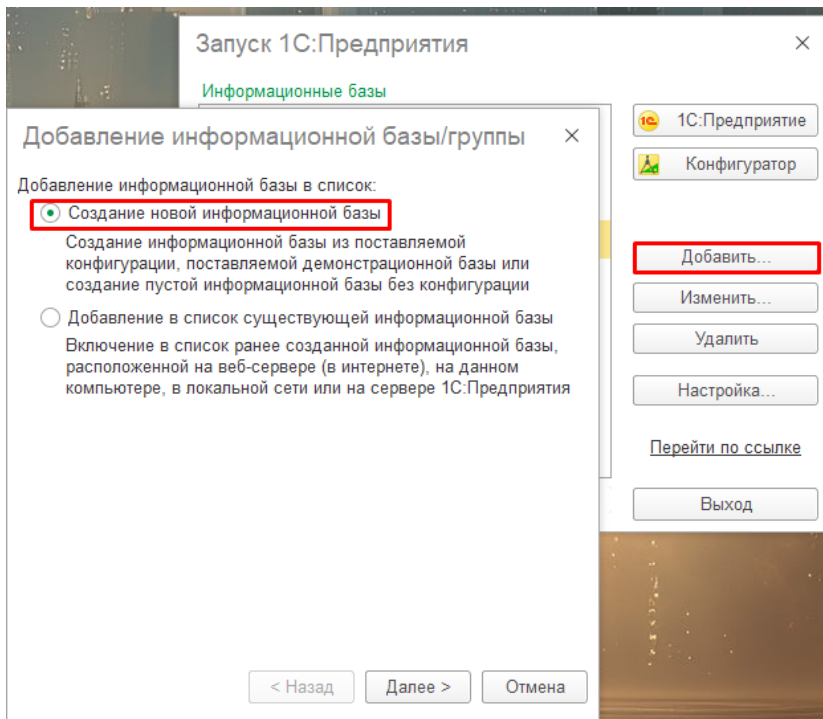 Запуск 1С:Предприятия
Информационные базы
1С:Предприятие
Конфигуратор
Добавить...
Изменить...
Удалить
Настройка...
Перейти по ссылке
Выход
Добавление информационной базы/группы
Добавление информационной базы в список:
Создание новой информационной базы
Создание информационной базы из поставляемой
конфигурации, поставляемой демонстрационной базы или
создание пустой информационной базы без конфигурации
Добавление в список существующей информационной базы
Включение в список ранее созданной информационной базы,
расположенной на веб-сервере (в интернете), на данном
компьютере, в локальной сети или на сервере 1С:Предприятия
< Назад
Далее >
Отмена